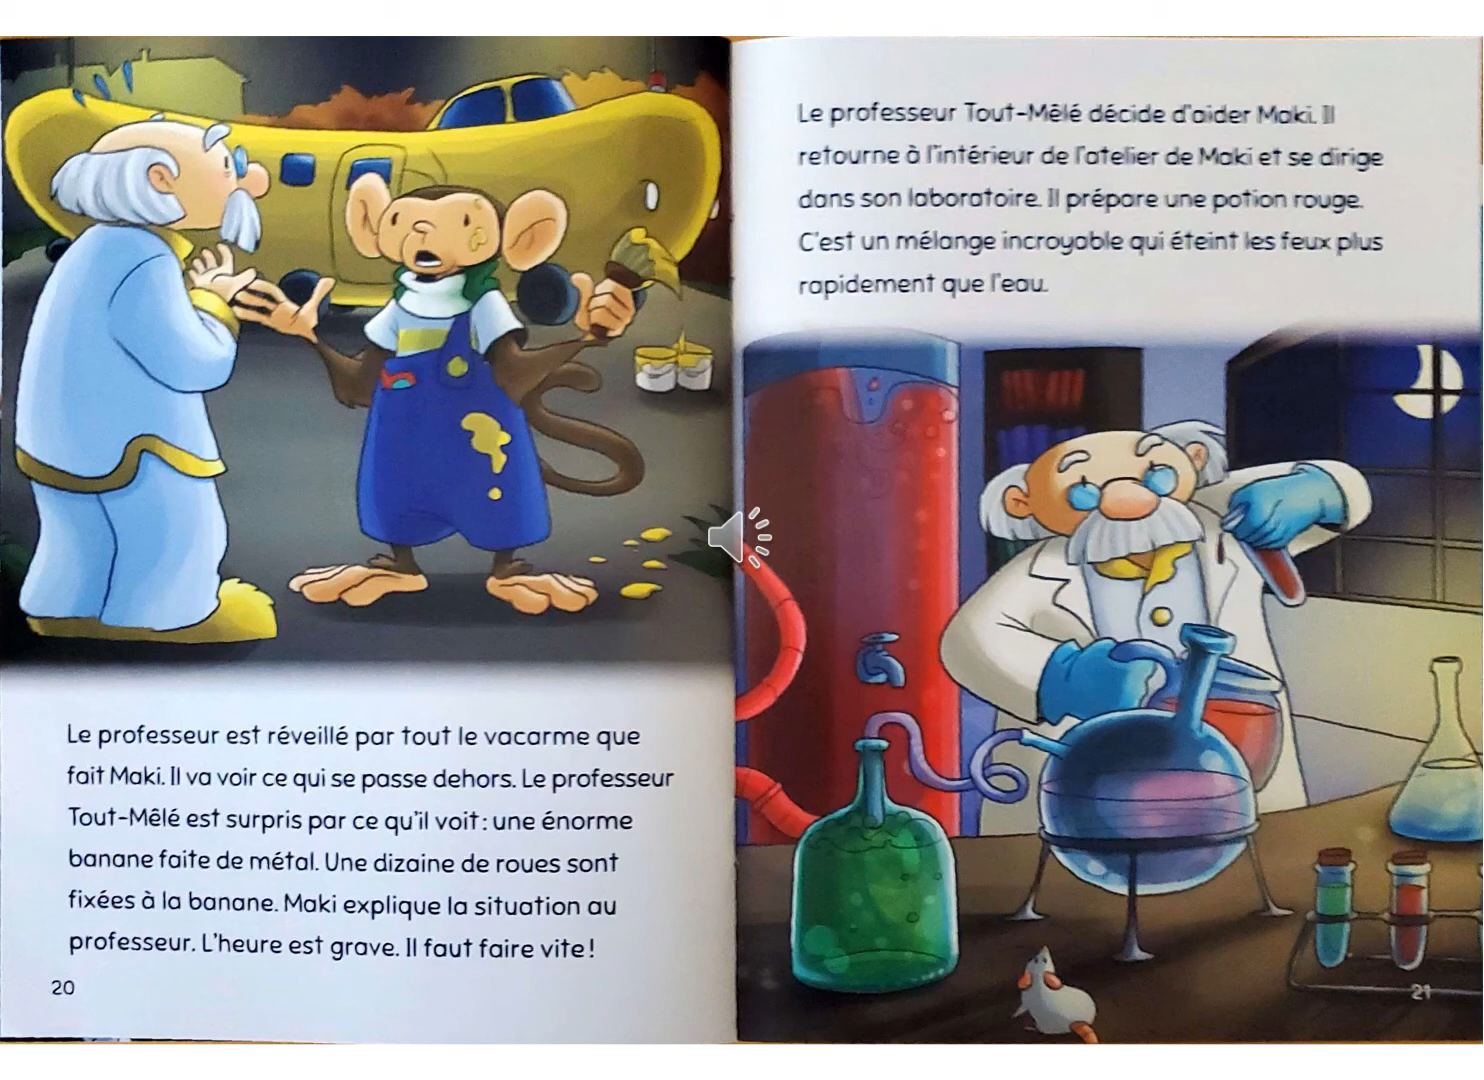 Le professeur est réveillé par tout le vacarme que
fait Maki. Il va voir ce qui se passe dehors. Le professeur
Tout-Mêlé est surpris par ce qu'il voit : une énorme
banane faite de métal. Une dizaine de roues sont
fixées à la banane. Maki explique la situation au
professeur. L'heure est grave. Il faut faire vite !
20
Le professeur Tout-Mêlé décide d'aider Maki. Il
retourne à l'intérieur de l'atelier de Maki et se dirige
dans son laboratoire. Il prépare une potion rouge.
C'est un mélange incroyable qui éteint les feux plus
rapidement que l'eau.
21